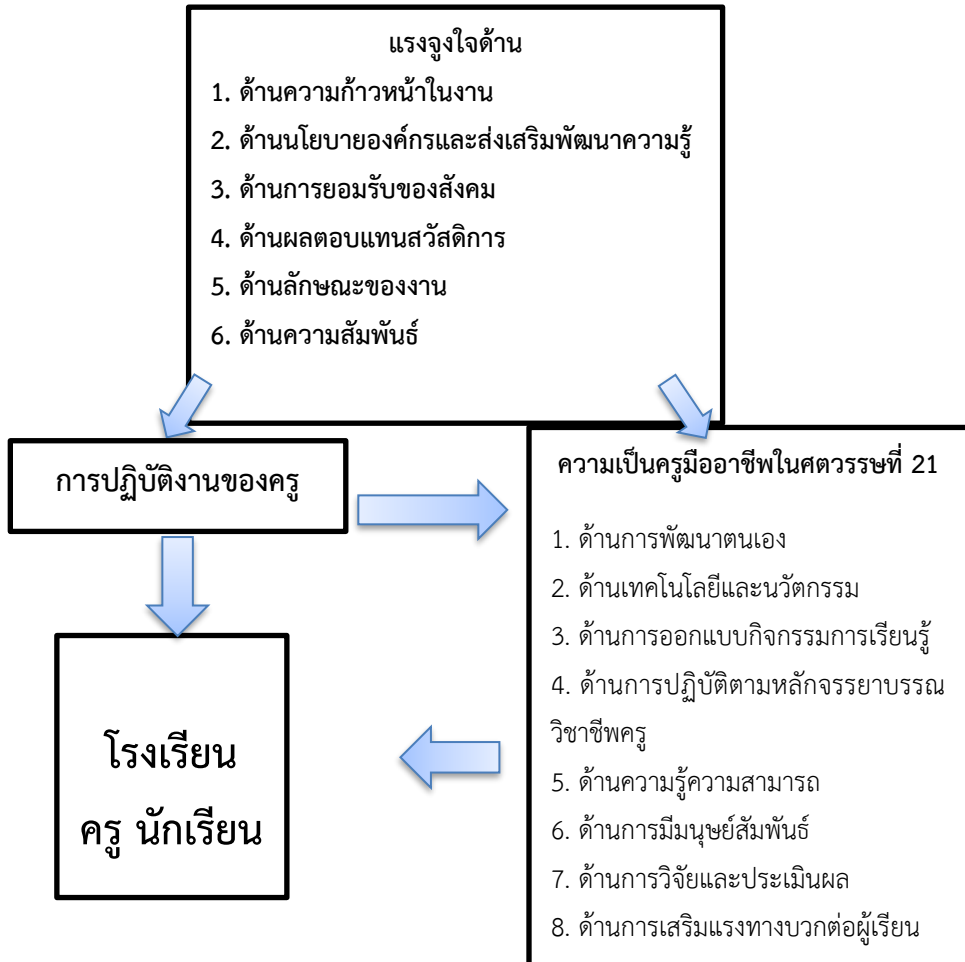 แรงจูงใจด้าน
1. ด้านความก้าวหน้าในงาน
2. ด้านนโยบายองค์กรและส่งเสริมพัฒนาความรู้
3. ด้านการยอมรับของสังคม
4. ด้านผลตอบแทนสวัสดิการ
5. ด้านลักษณะของงาน
6. ด้านความสัมพันธ์
การปฏิบัติงานของครู
ความเป็นครูมืออาชีพในศตวรรษที่ 21
1. ด้านการพัฒนาตนเอง
2. ด้านเทคโนโลยีและนวัตกรรม
3. ด้านการออกแบบกิจกรรมการเรียนรู้
4. ด้านการปฏิบัติตามหลักจรรยาบรรณ
วิชาชีพครู
5. ด้านความรู้ความสามารถ
6. ด้านการมีมนุษย์สัมพันธ์
7. ด้านการวิจัยและประเมินผล
8. ด้านการเสริมแรงทางบวกต่อผู้เรียน
โรงเรียน
ครู นักเรียน